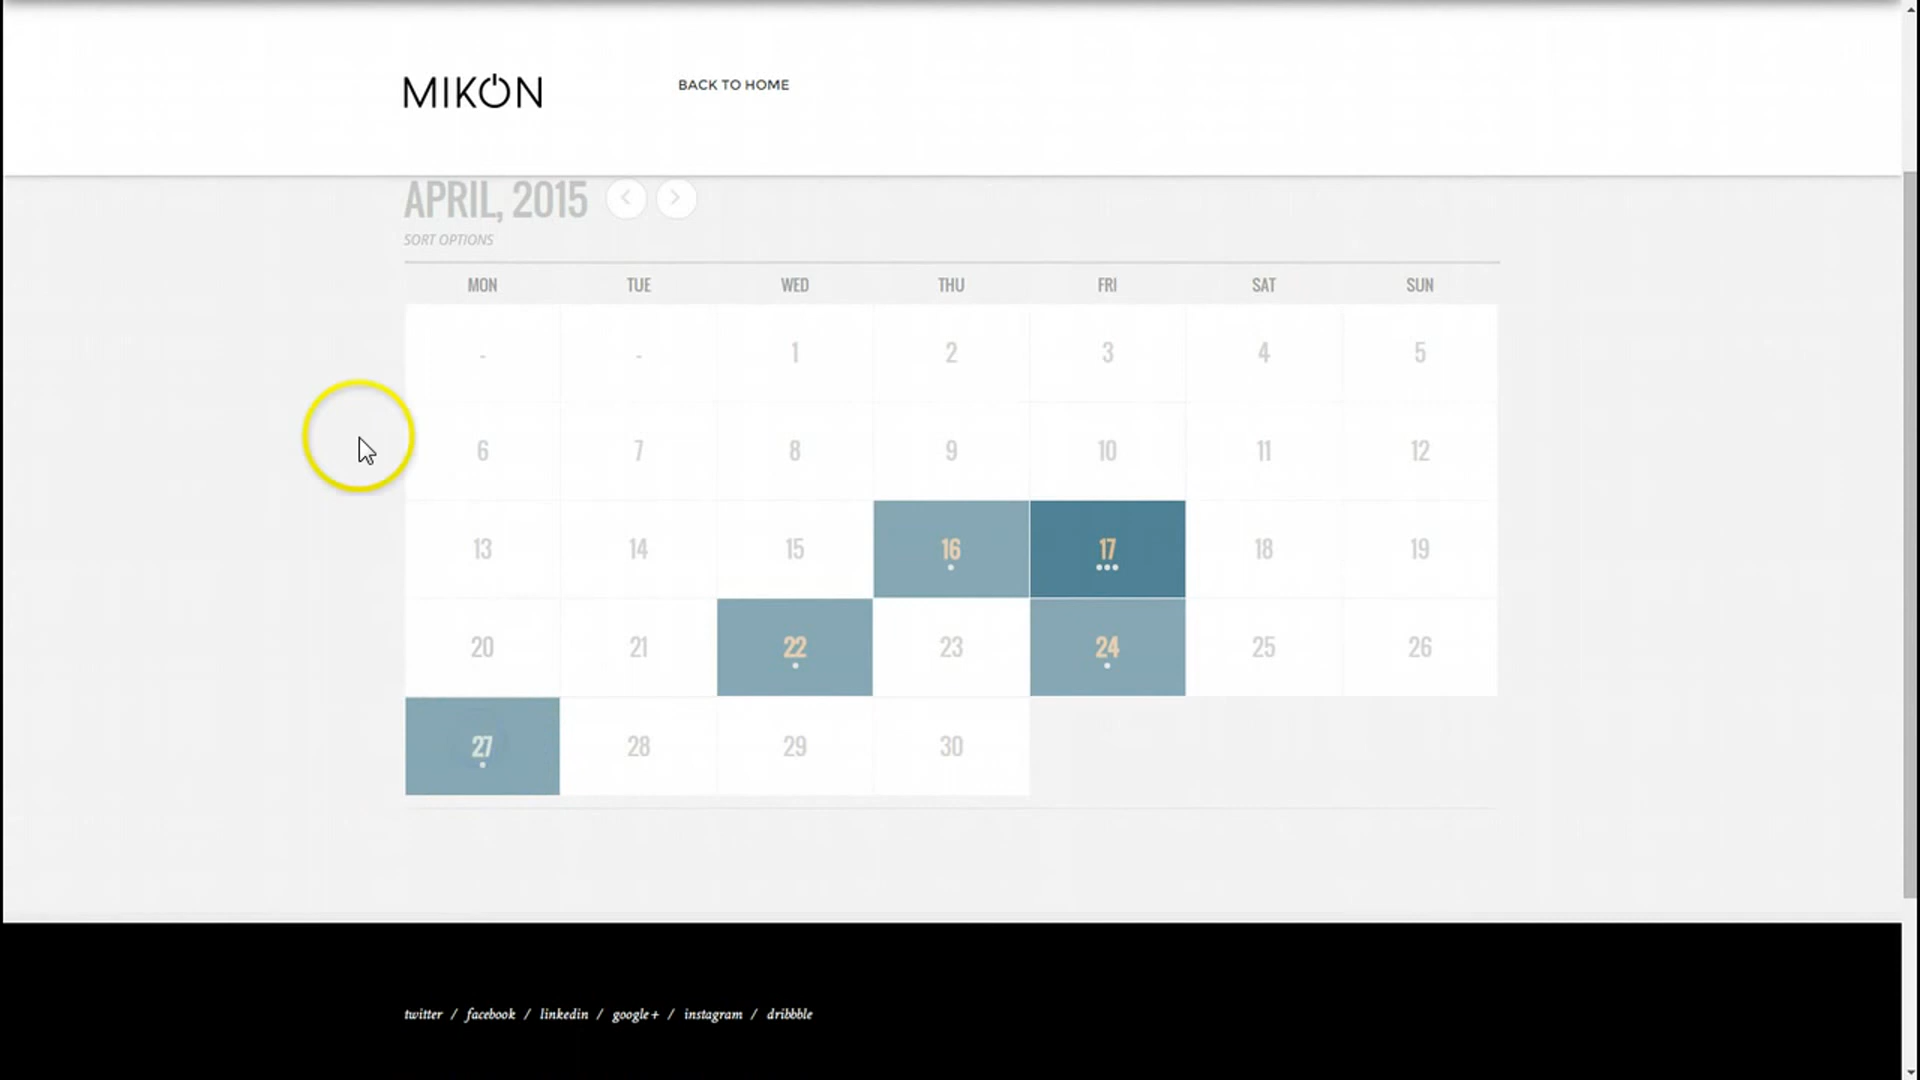 MIKON
BACK TO HOME
APRIL, 2015
SORT OPTIONS
MON TUE WED THU FRI SAT SUN
- - 1 2 3 4 5
6 7 8 9 10 11 12
13 14 15 16 17 18 19
20 21 22 23 24 25 26
27 28 29 30
twitter / facebook / linkedin / google+ / instagram / dribbble